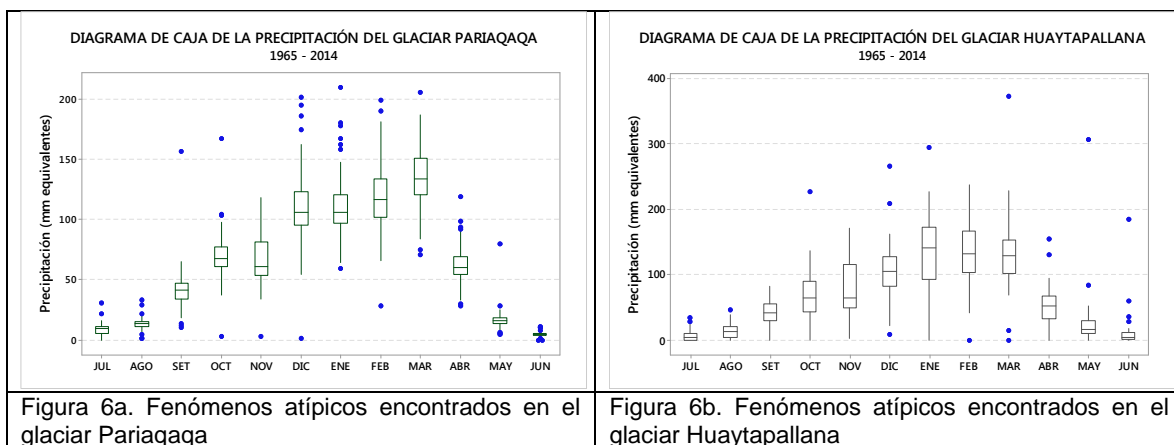 DIAGRAMA DE CAJA DE LA PRECIPITACIÓN DEL GLACIAR PARIAQAQA
1965 - 2014
Precipitación (mm equivalentes)
200
150
100
50
0
JUL AGO SET OCT NOV DIC ENE FEB MAR ABR MAY JUN
Figura 6a. Fenómenos atípicos encontrados en el
glaciar Pariaqaqa
DIAGRAMA DE CAJA DE LA PRECIPITACIÓN DEL GLACIAR HUAYTAPALLANA
1965 - 2014
Precipitación (mm equivalentes)
400
300
200
100
0
JUL AGO SET OCT NOV DIC ENE FEB MAR ABR MAY JUN
Figura 6b. Fenómenos atípicos encontrados en el
glaciar Huaytapallana